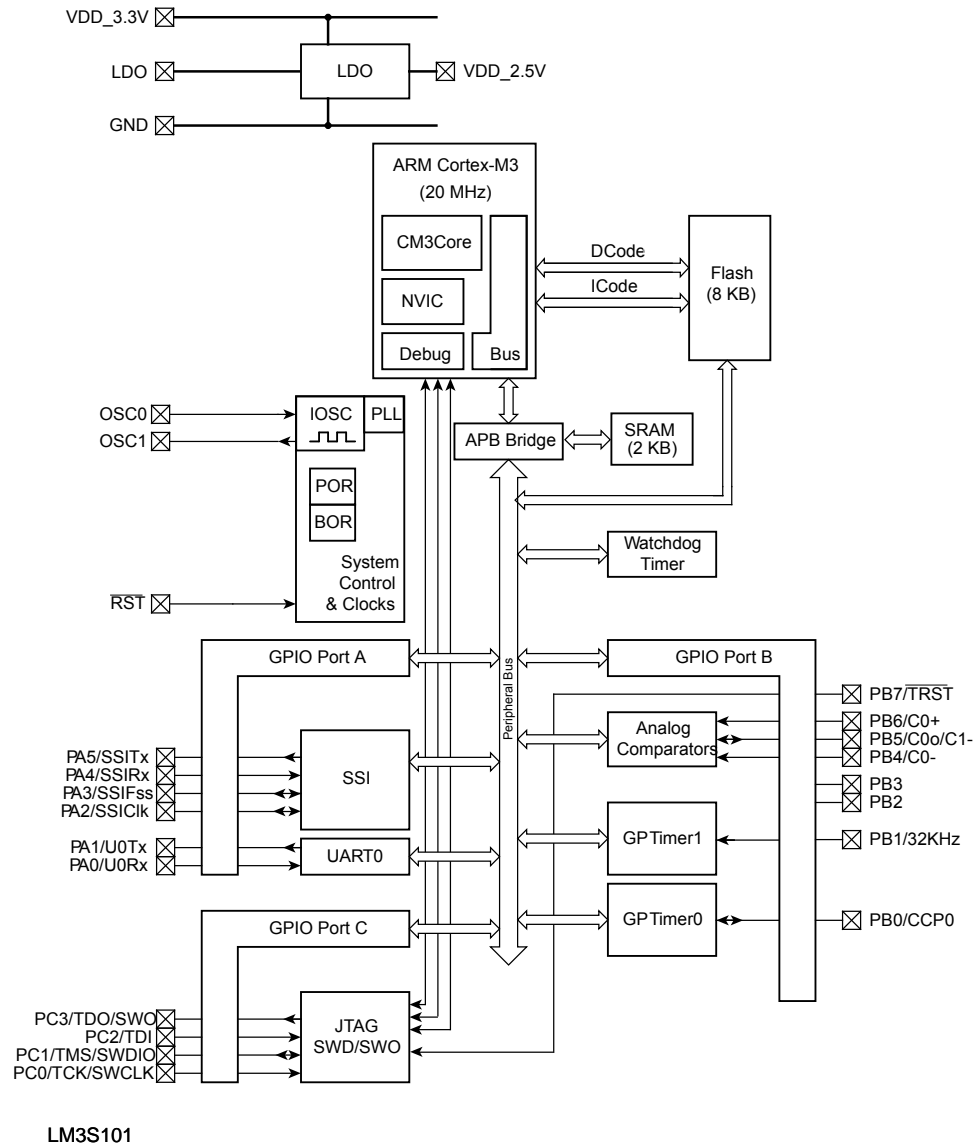 VDD_3.3V
LDO
LDO
VDD_2.5V
GND
ARM Cortex-M3
(20 MHz)
CM3Core
NVIC
Debug
Bus
DCode
ICode
Flash
(8 KB)
OSC0
OSC1
IOSC
PLL
POR
BOR
System
Control
& Clocks
RST
APB Bridge
SRAM
(2 KB)
Watchdog
Timer
Peripheral Bus
GPIO Port A
GPIO Port B
PB7/TRST
PB6/C0+
PB5/C0o/C1-
PB4/C0-
PB3
PB2
PB1/32KHz
PB0/CCP0
Analog
Comparators
GPTimer1
GPTimer0
PA5/SSITx
PA4/SSIRx
PA3/SSIFss
PA2/SSIClk
SSI
PA1/U0Tx
PA0/U0Rx
UART0
GPIO Port C
PC3/TDO/SWO
PC2/TDI
PC1/TMS/SWDIO
PC0/TCK/SWCLK
JTAG
SWD/SWO
LM3S101